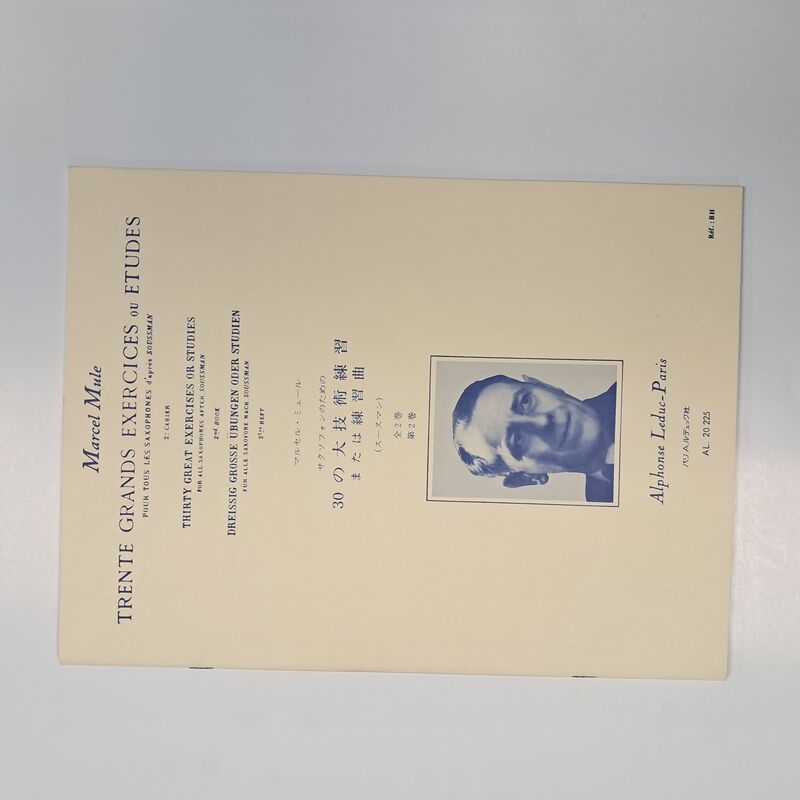 Marcel Mule
TRENTE GRANDS EXERCICES OU ETUDES
POUR TOUS LES SAXOPHONES d'après SOUSSMAN
2e CAHIER
THIRTY GREAT EXERCISES OR STUDIES
FOR ALL SAXOPHONES AFTER SOUSSMAN
2nd BOOK
DREISSIG GROSSE ÜBUNGEN ODER STUDIEN
FÜR ALLE SAXOFONE NACH SOUSSMAN
2tes HEFT
マルセル・ミュール
サクソフォンのための
30の大技術練習
または練習曲
(スースマン)
全2巻
第2巻
Alphonse Leduc-Paris
パリ A.ルデュック社
AL. 20 225
Réf. : BH